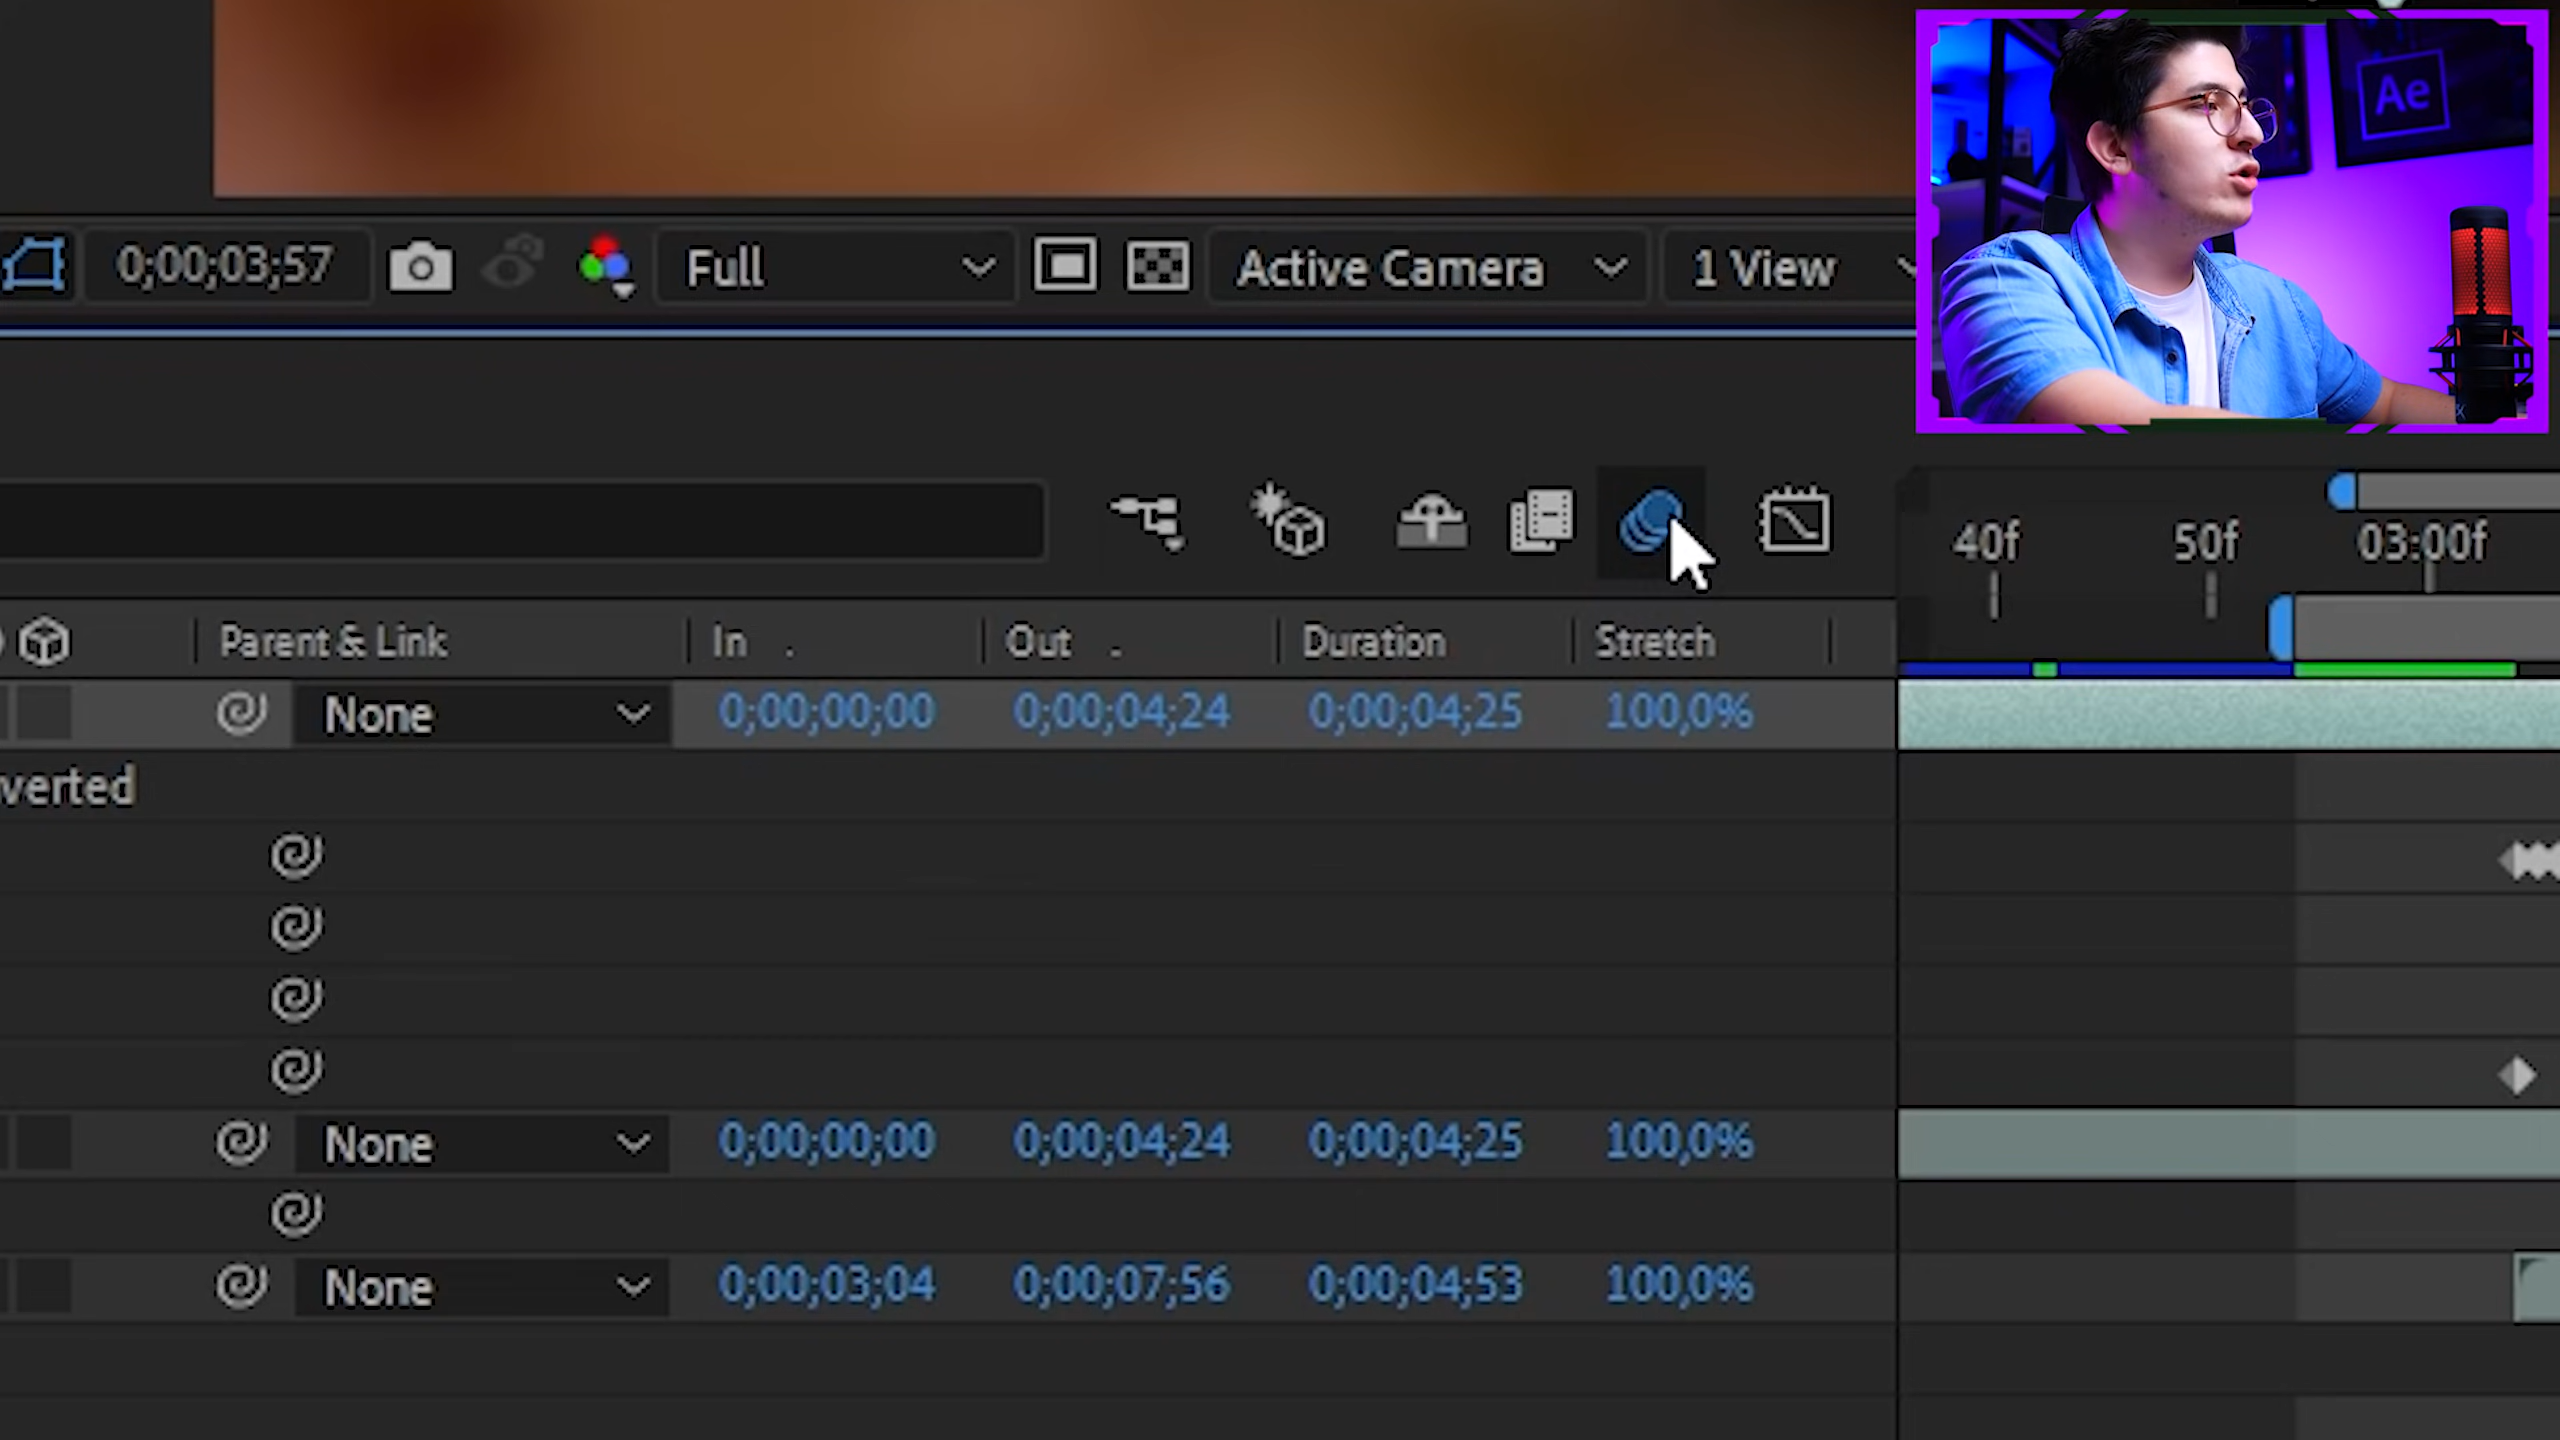 Ae
0;00;03;57 Full Active Camera 1 View
40f 50f 03:00f
Parent & Link In Out Duration Stretch
None 0;00;00;00 0;00;04;24 0;00;04;25 100,0%
verted
None 0;00;00;00 0;00;04;24 0;00;04;25 100,0%
None 0;00;03;04 0;00;07;56 0;00;04;53 100,0%